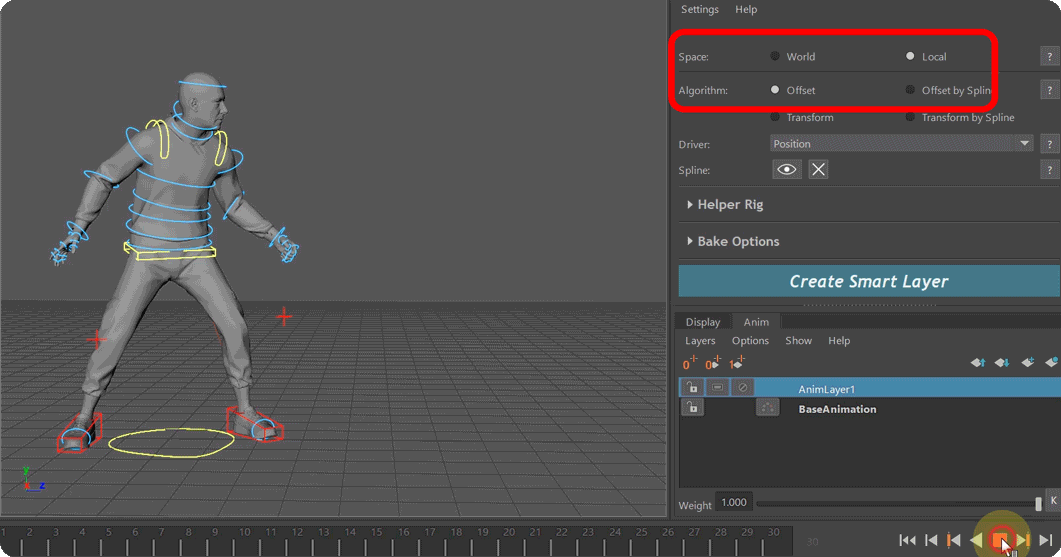 Settings Help
Space: World Local ?
Algorithm: Offset Offset by Spline ?
Transform Transform by Spline
Driver: Position ?
Spline: ?
Helper Rig
Bake Options
Create Smart Layer
Display Anim
Layers Options Show Help
0 0 1
AnimLayer1
BaseAnimation
Weight 1.000 K
y
z
1 2 3 4 5 6 7 8 9 10 11 12 13 14 15 16 17 18 19 20 21 22 23 24 25 26 27 28 29 30
30